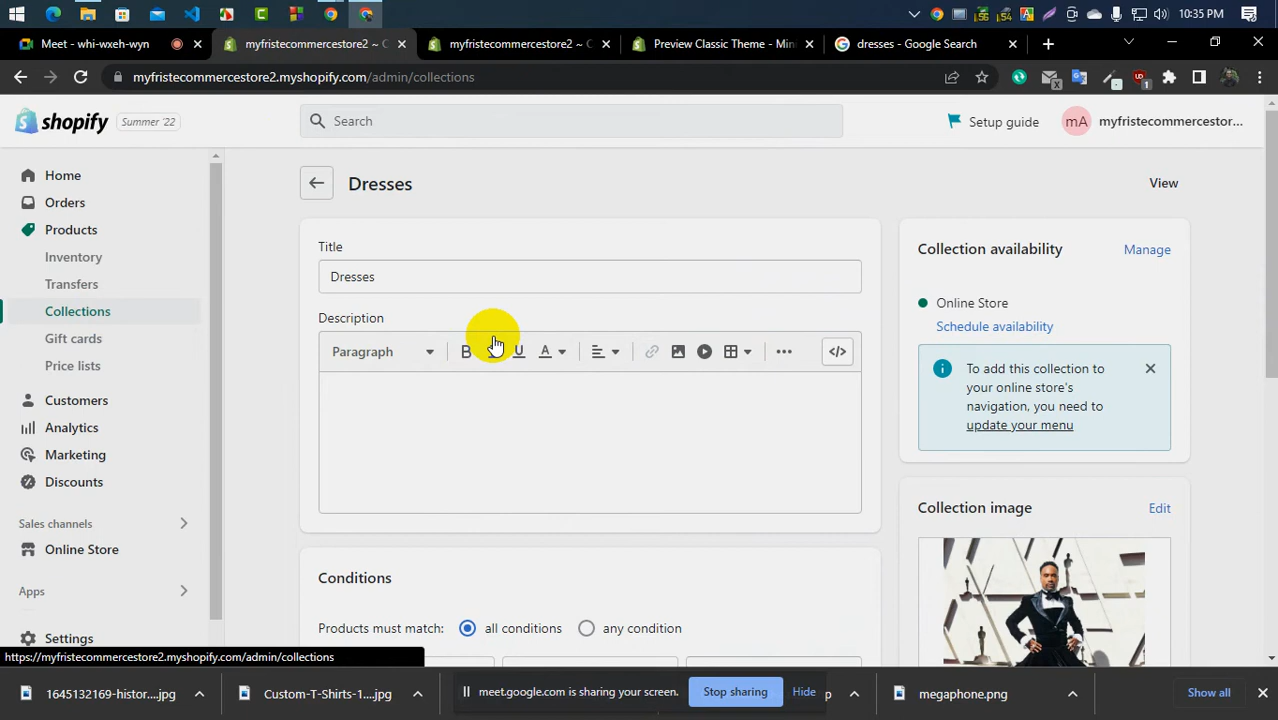 10:35 PM
Meet - whi-wxeh-wyn
myfristecommercestore2 ~ C
myfristecommercestore2 ~ C
Preview Classic Theme - Min
dresses - Google Search
myfristecommercestore2.myshopify.com/admin/collections
shopify
Summer '22
Search
Setup guide
mA
myfristecommercestor...
Home
Orders
Products
Inventory
Transfers
Collections
Gift cards
Price lists
Customers
Analytics
Marketing
Discounts
Sales channels
Online Store
Apps
Settings
Dresses
View
Title
Dresses
Description
Paragraph
B
U
A
</>
Conditions
Products must match:
all conditions
any condition
Collection availability
Manage
Online Store
Schedule availability
To add this collection to
your online store's
navigation, you need to
update your menu
Collection image
Edit
https://myfristecommercestore2.myshopify.com/admin/collections
1645132169-histor....jpg
Custom-T-Shirts-1....jpg
meet.google.com is sharing your screen.
Stop sharing
Hide
megaphone.png
Show all